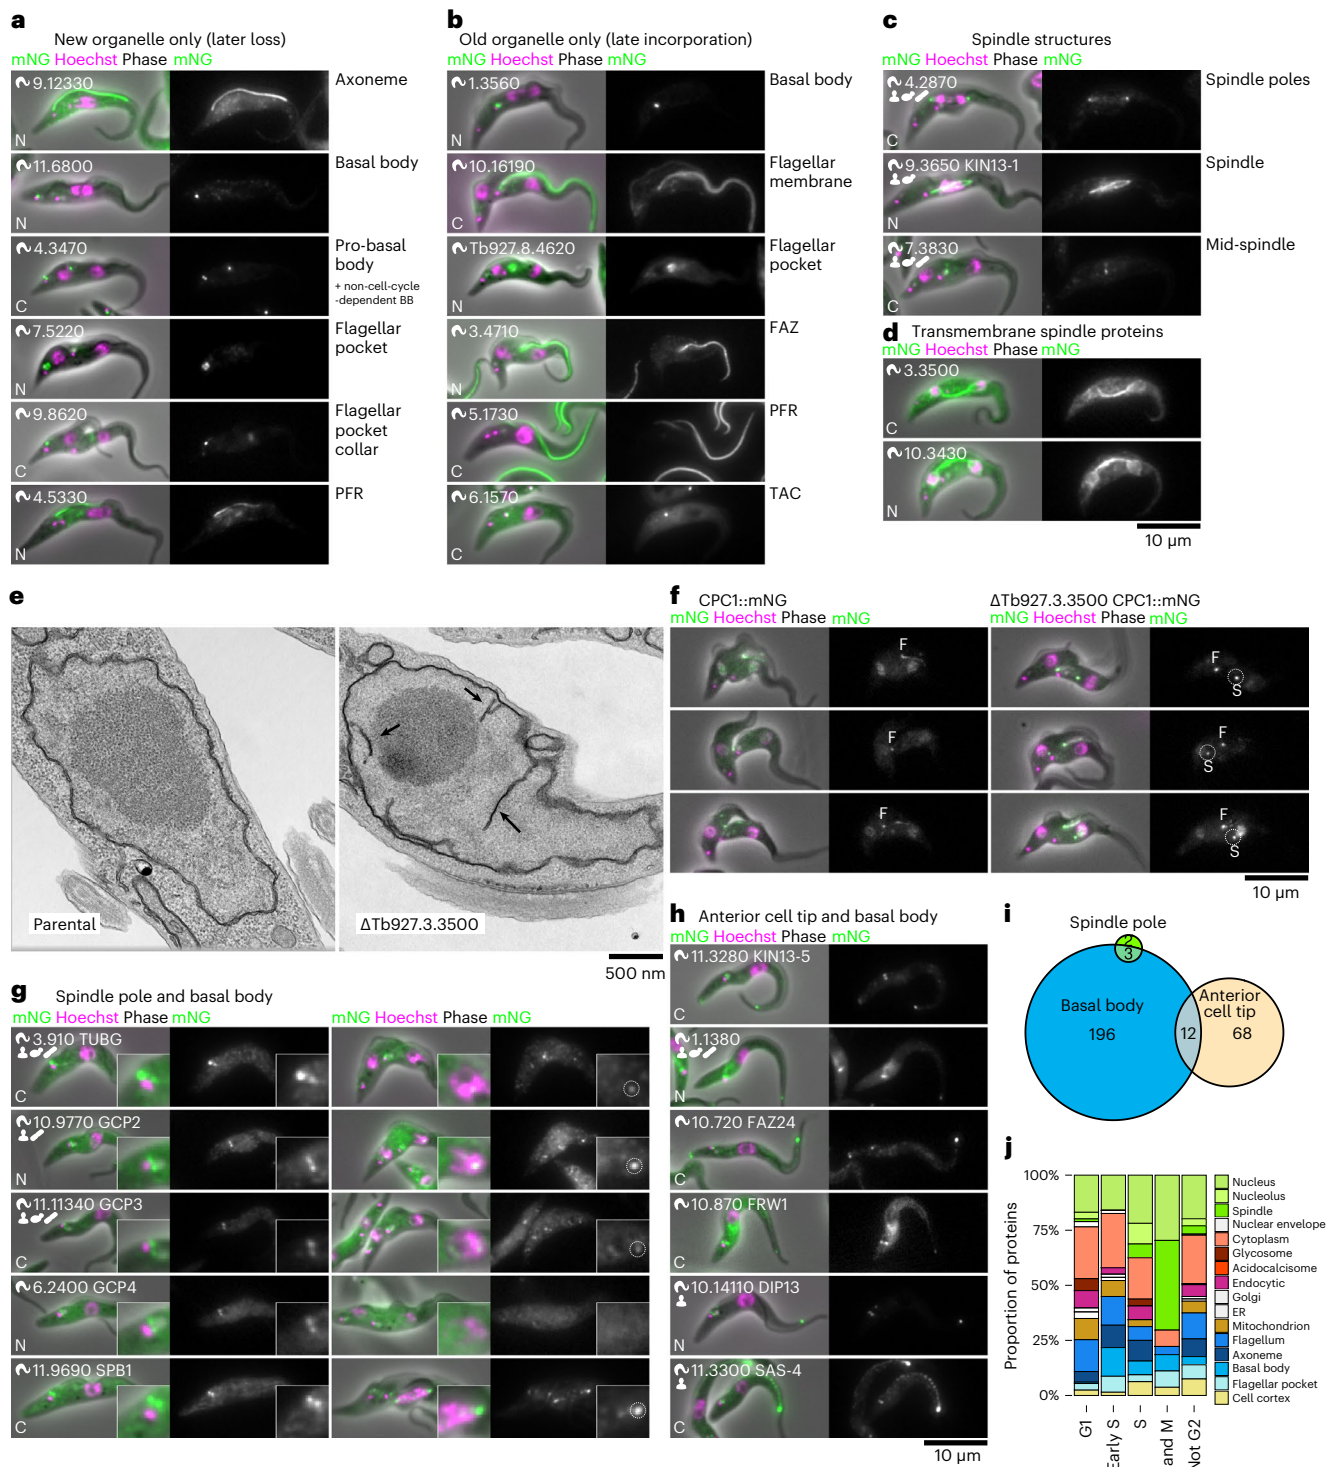 a
New organelle only (later loss)
mNG Hoechst Phase mNG
9.12330
N
Axoneme
11.6800
N
Basal body
4.3470
C
Pro-basal
body
+ non-cell-cycle
-dependent BB
7.5220
N
Flagellar
pocket
9.8620
C
Flagellar
pocket
collar
4.5330
N
PFR
b
Old organelle only (late incorporation)
mNG Hoechst Phase mNG
1.3560
N
Basal body
10.16190
C
Flagellar
membrane
Tb927.8.4620
N
Flagellar
pocket
3.4710
N
FAZ
5.1730
C
PFR
6.1570
C
TAC
c
Spindle structures
mNG Hoechst Phase mNG
4.2870
C
Spindle poles
9.3650 KIN13-1
N
Spindle
7.3830
C
Mid-spindle
d Transmembrane spindle proteins
mNG Hoechst Phase mNG
3.3500
C
10.3430
N
10 µm
e
Parental
ΔTb927.3.3500
500 nm
f
CPC1::mNG
mNG Hoechst Phase mNG
F
F
F
ΔTb927.3.3500 CPC1::mNG
mNG Hoechst Phase mNG
F
S
F
S
F
S
10 µm
g
Spindle pole and basal body
mNG Hoechst Phase mNG
mNG Hoechst Phase mNG
3.910 TUBG
C
10.9770 GCP2
N
11.11340 GCP3
C
6.2400 GCP4
N
11.9690 SPB1
C
h Anterior cell tip and basal body
mNG Hoechst Phase mNG
11.3280 KIN13-5
C
1.1380
N
10.720 FAZ24
C
10.870 FRW1
C
10.14110 DIP13
N
11.3300 SAS-4
C
10 µm
i
Spindle pole
2
3
Basal body
196
12
Anterior
cell tip
68
j
Proportion of proteins
100%
75%
50%
25%
0%
G1
Early S
S
and M
Not G2
Nucleus
Nucleolus
Spindle
Nuclear envelope
Cytoplasm
Glycosome
Acidocalcisome
Endocytic
Golgi
ER
Mitochondrion
Flagellum
Axoneme
Basal body
Flagellar pocket
Cell cortex